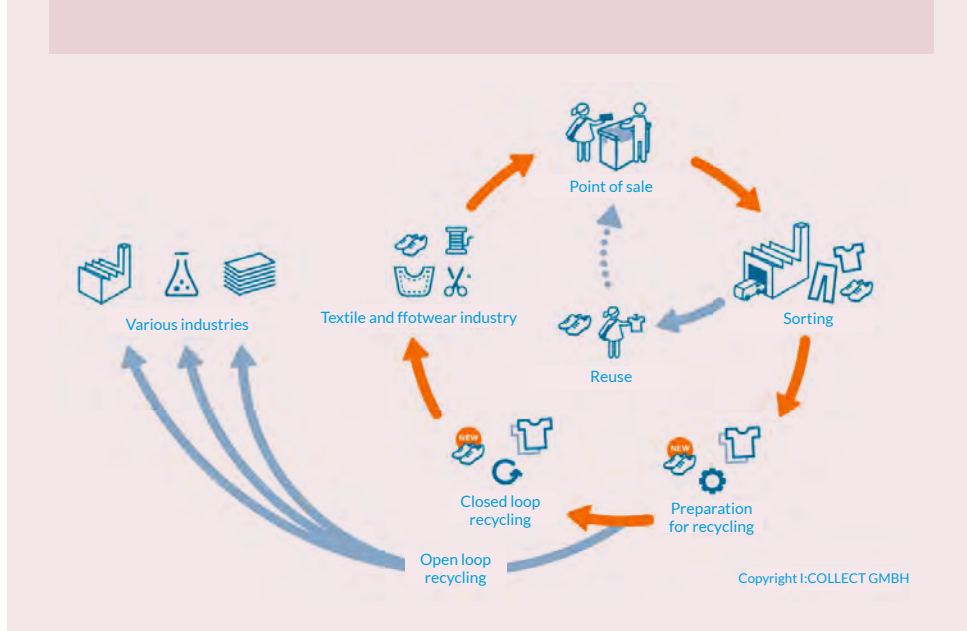 Point of sale
Various industries
Textile and ffotwear industry
Sorting
Reuse
NEW
NEW
Closed loop
recycling
Preparation
for recycling
Open loop
recycling
Copyright I:COLLECT GMBH